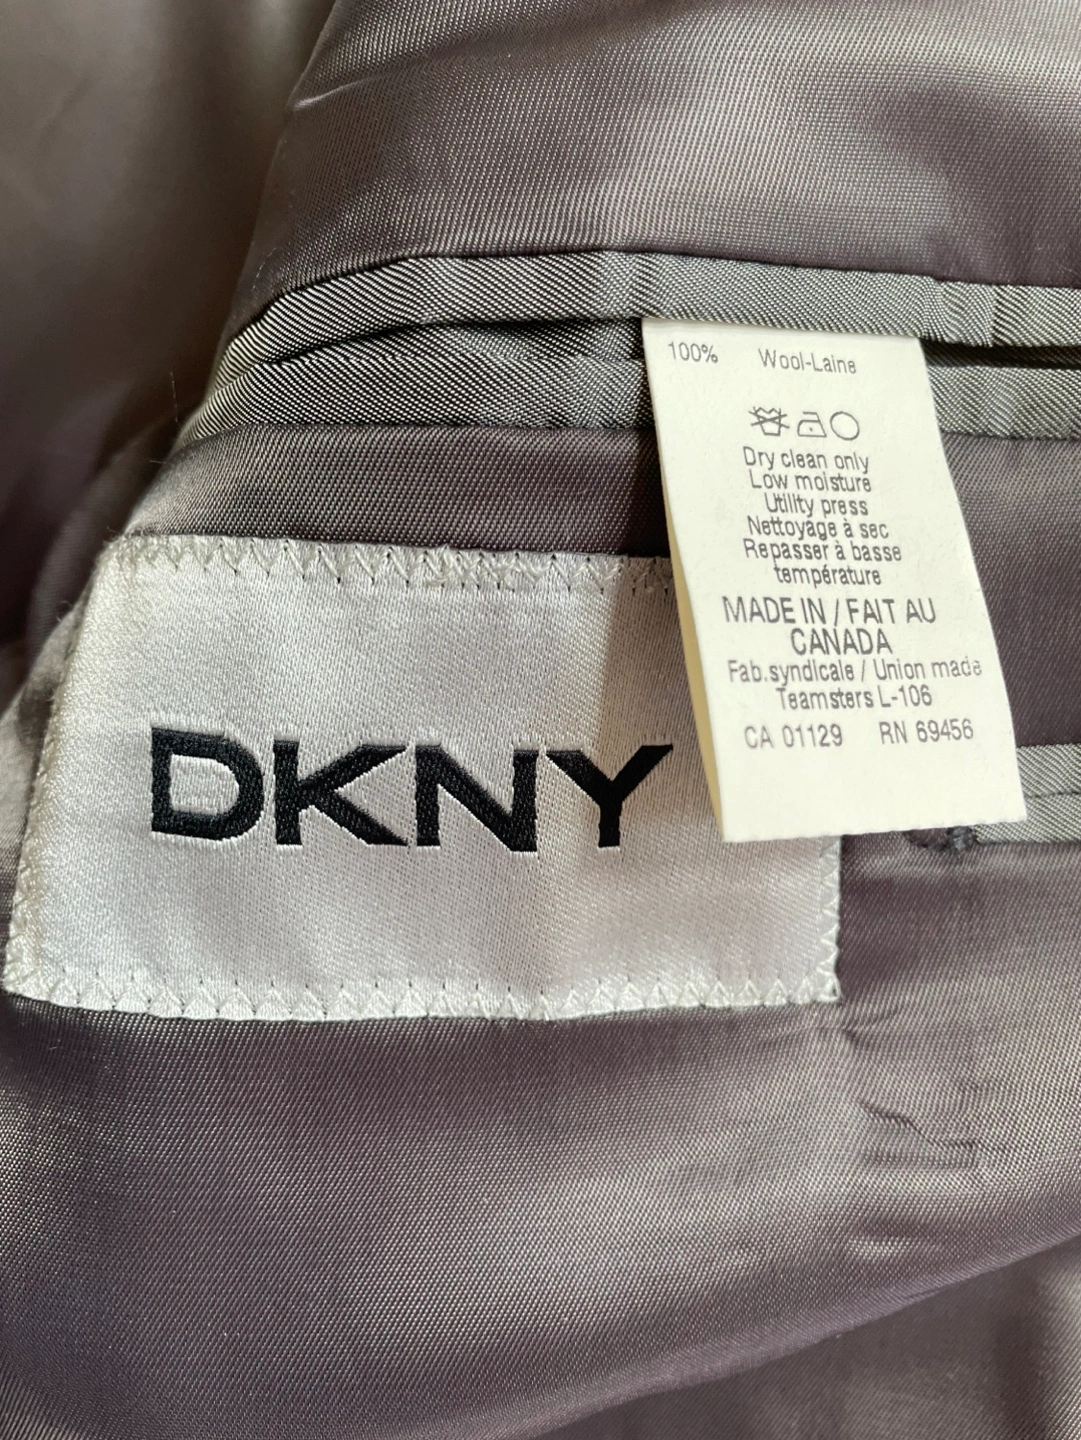 100% Wool-Laine
Dry clean only
Low moisture
Utility press
Nettoyage à sec
Repasser à basse
température
MADE IN / FAIT AU
CANADA
Fab.syndicale / Union made
Teamsters L-106
CA 01129 RN 69456
DKNY